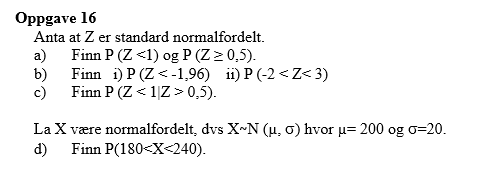 Oppgave 16
Anta at Z er standard normalfordelt.
a) Finn P (Z <1) og P (Z ≥ 0,5).
b) Finn i) P (Z < -1,96) ii) P (-2 < Z< 3)
c) Finn P (Z < 1|Z > 0,5).
La X være normalfordelt, dvs X~N (μ, σ) hvor μ= 200 og σ=20.
d) Finn P(180<X<240).